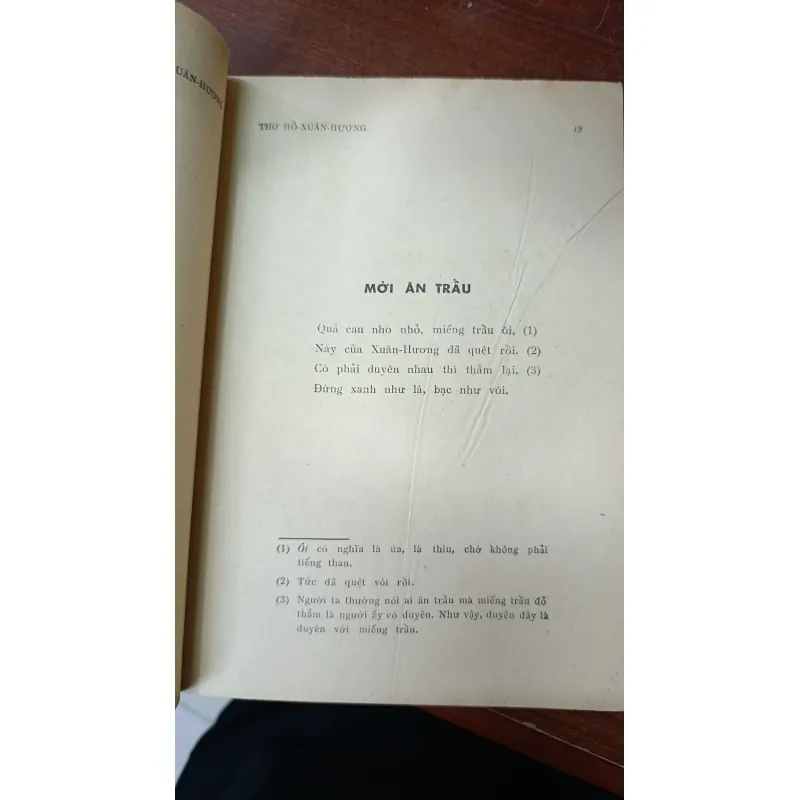 UÂN-HƯƠNG
THƠ HỒ-XUÂN-HƯƠNG 19
MỜI ĂN TRẦU
Quả cau nho nhỏ, miếng trầu ôi, (1)
Này của Xuân-Hương đã quệt rồi. (2)
Có phải duyên nhau thì thắm lại, (3)
Đừng xanh như lá, bạc như vôi.
(1) Ôi có nghĩa là úa, là thiu, chớ không phải
tiếng than.
(2) Tức đã quệt vôi rồi.
(3) Người ta thường nói ai ăn trầu mà miếng trầu đỏ
thắm là người ấy có duyên. Như vậy, duyên đây là
duyên với miếng trầu.